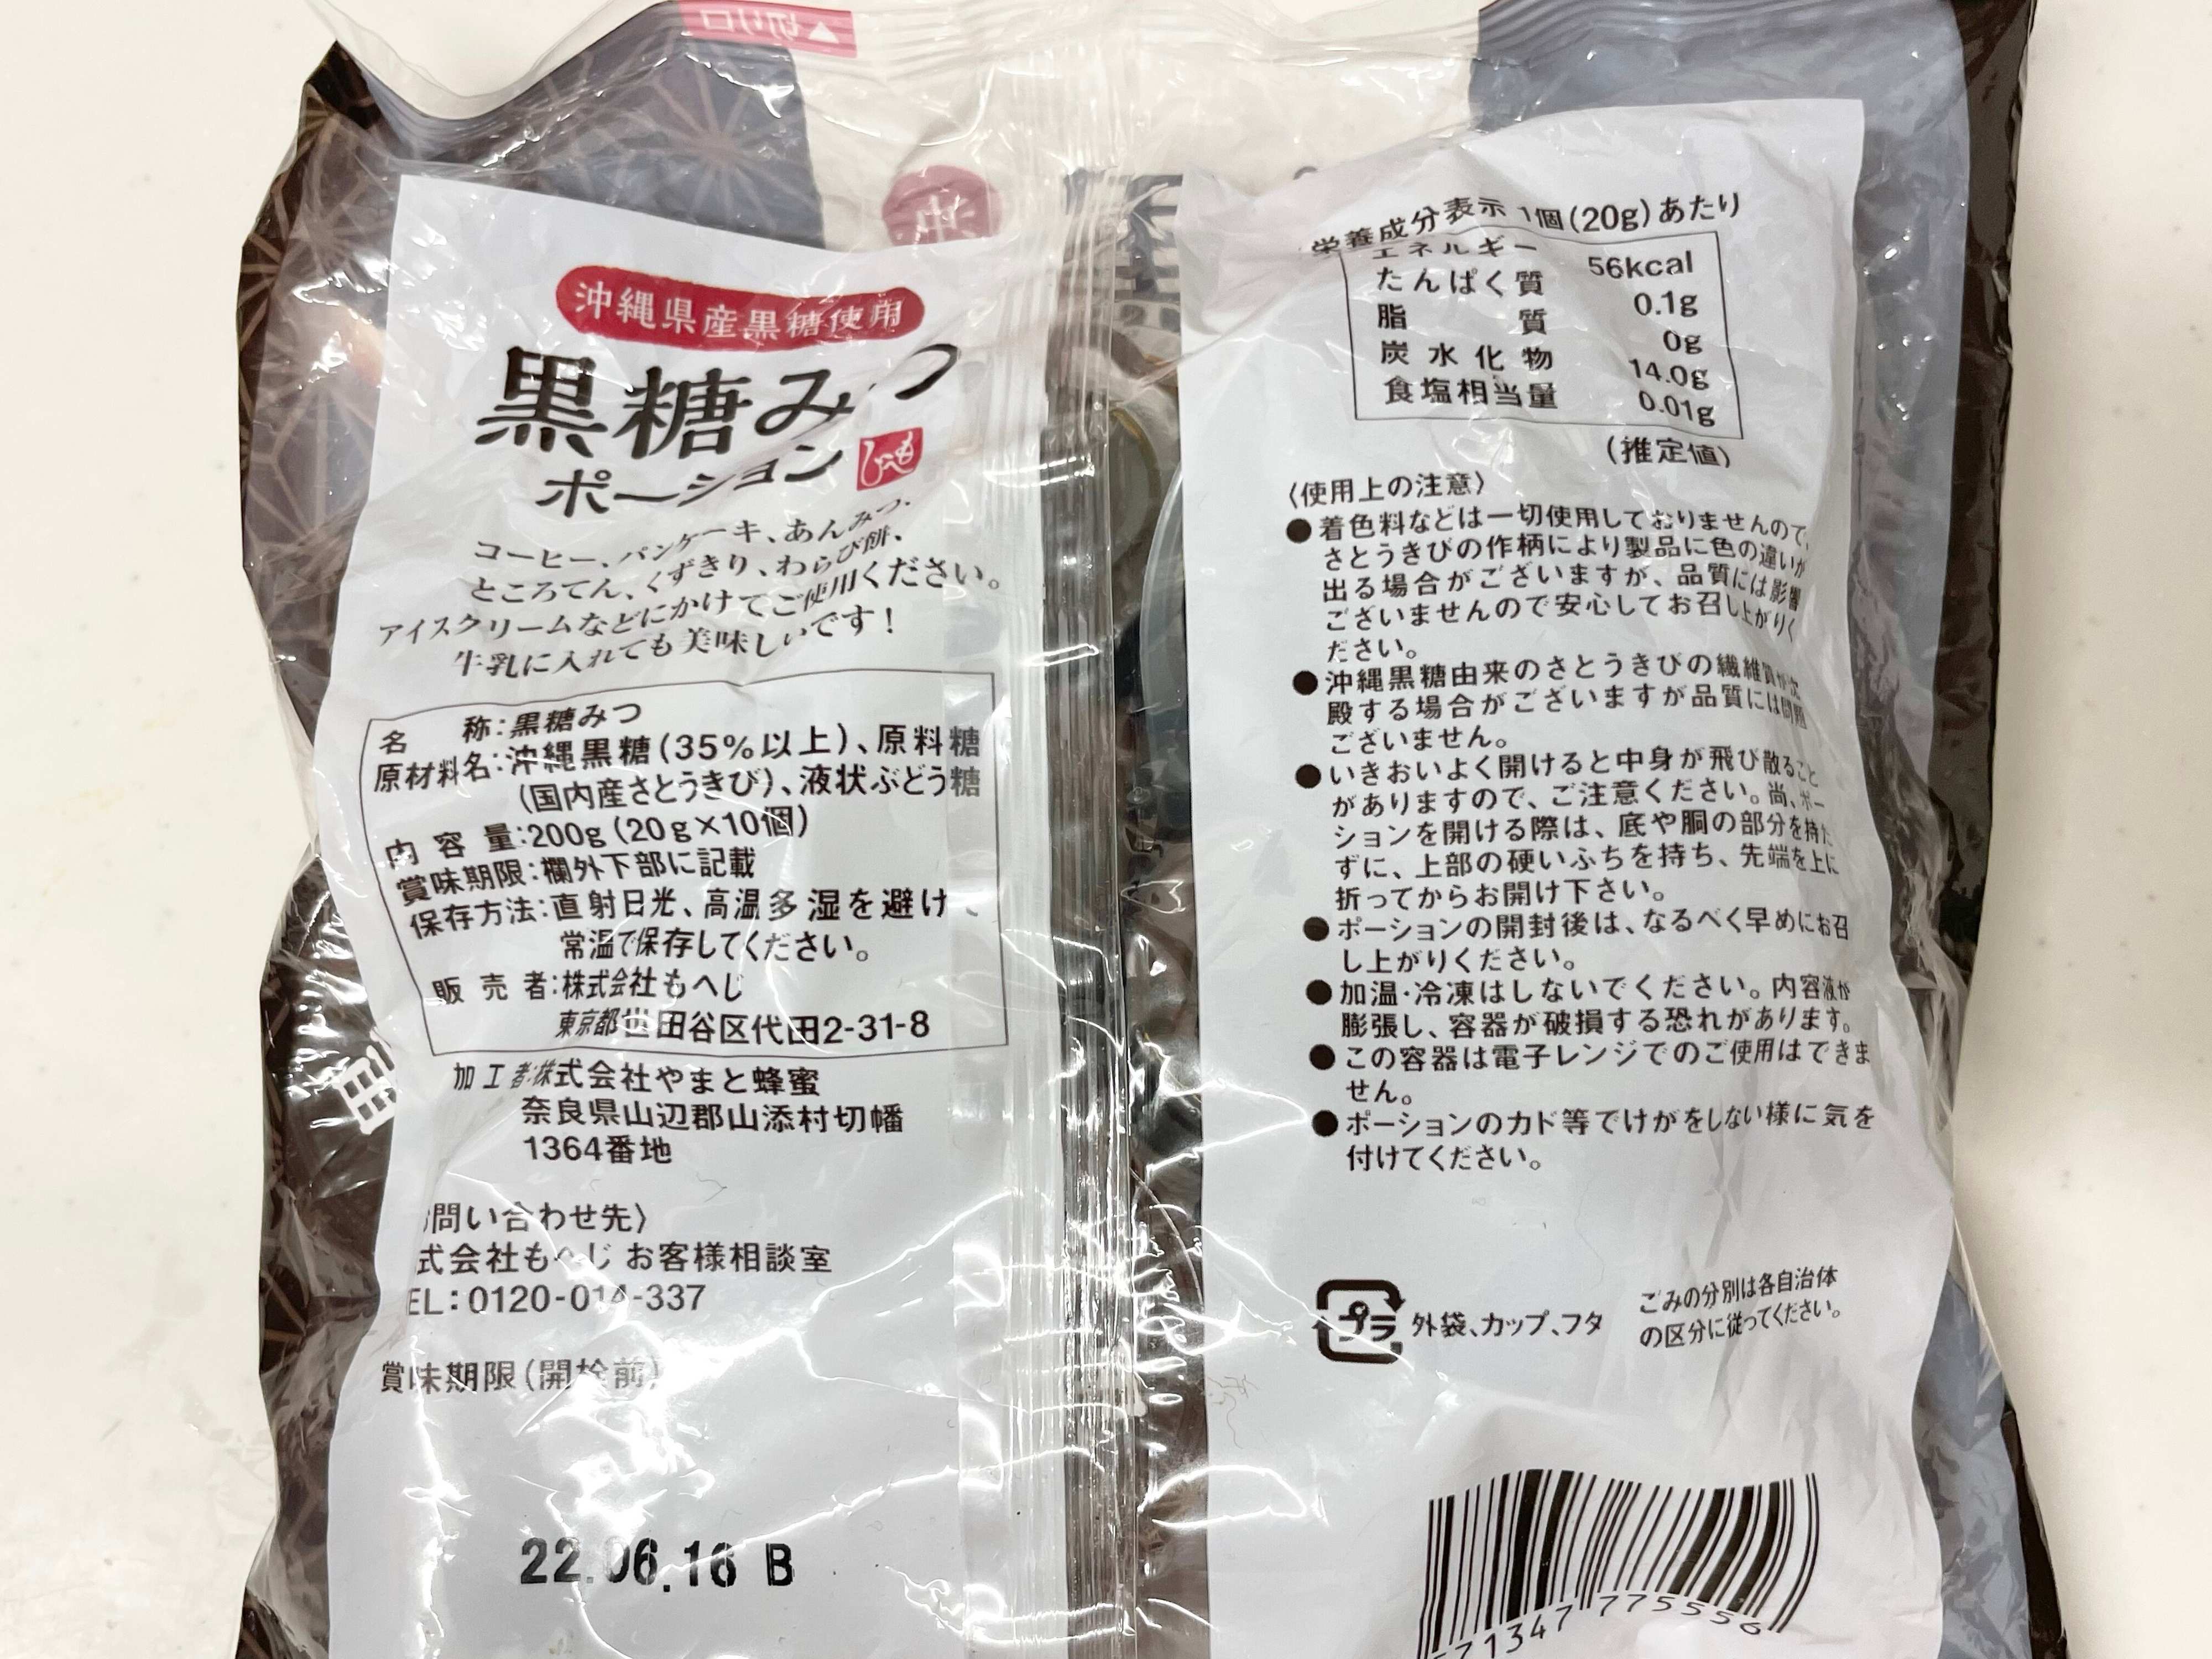 切り口
沖
沖縄県産黒糖使用
黒糖みつ
ポーション
もへじ
コーヒー、パンケーキ、あんみつ、
ところてん、くずきり、わらび餅、
アイスクリームなどにかけてご使用ください。
牛乳に入れても美味しいです！
名称：黒糖みつ
原材料名：沖縄黒糖(35%以上)、原料糖
(国内産さとうきび)、液状ぶどう糖
内容量：200g(20g×10個)
賞味期限：欄外下部に記載
保存方法：直射日光、高温多湿を避け
常温で保存してください。
販売者：株式会社もへじ
東京都世田谷区代田2-31-8
加工者：株式会社やまと蜂蜜
奈良県山辺郡山添村切幡
1364番地
問い合わせ先〉
式会社もへじ お客様相談室
EL：0120-014-337
賞味期限(開栓前)
22.06.16 B
栄養成分表示 1個(20g)あたり
エネルギー 56kcal
たんぱく質 0.1g
脂質 0g
炭水化物 14.0g
食塩相当量 0.01g
(推定値)
〈使用上の注意〉
●着色料などは一切使用しておりませんので、
さとうきびの作柄により製品に色の違いが
出る場合がございますが、品質には影響
ございませんので安心してお召し上がりく
ださい。
●沖縄黒糖由来のさとうきびの繊維質が沈
殿する場合がございますが品質には問題
ございません。
●いきおいよく開けると中身が飛び散ること
がありますので、ご注意ください。尚、ポー
ションを開ける際は、底や胴の部分を持た
ずに、上部の硬いふちを持ち、先端を上に
折ってからお開け下さい。
●ポーションの開封後は、なるべく早めにお召
し上がりください。
●加温・冷凍はしないでください。内容液が
膨張し、容器が破損する恐れがあります。
●この容器は電子レンジでのご使用はできま
せん。
●ポーションのカド等でけがをしない様に気を
付けてください。
プラ 外袋、カップ、フタ
ごみの分別は各自治体
の区分に従ってください。
71347 775556